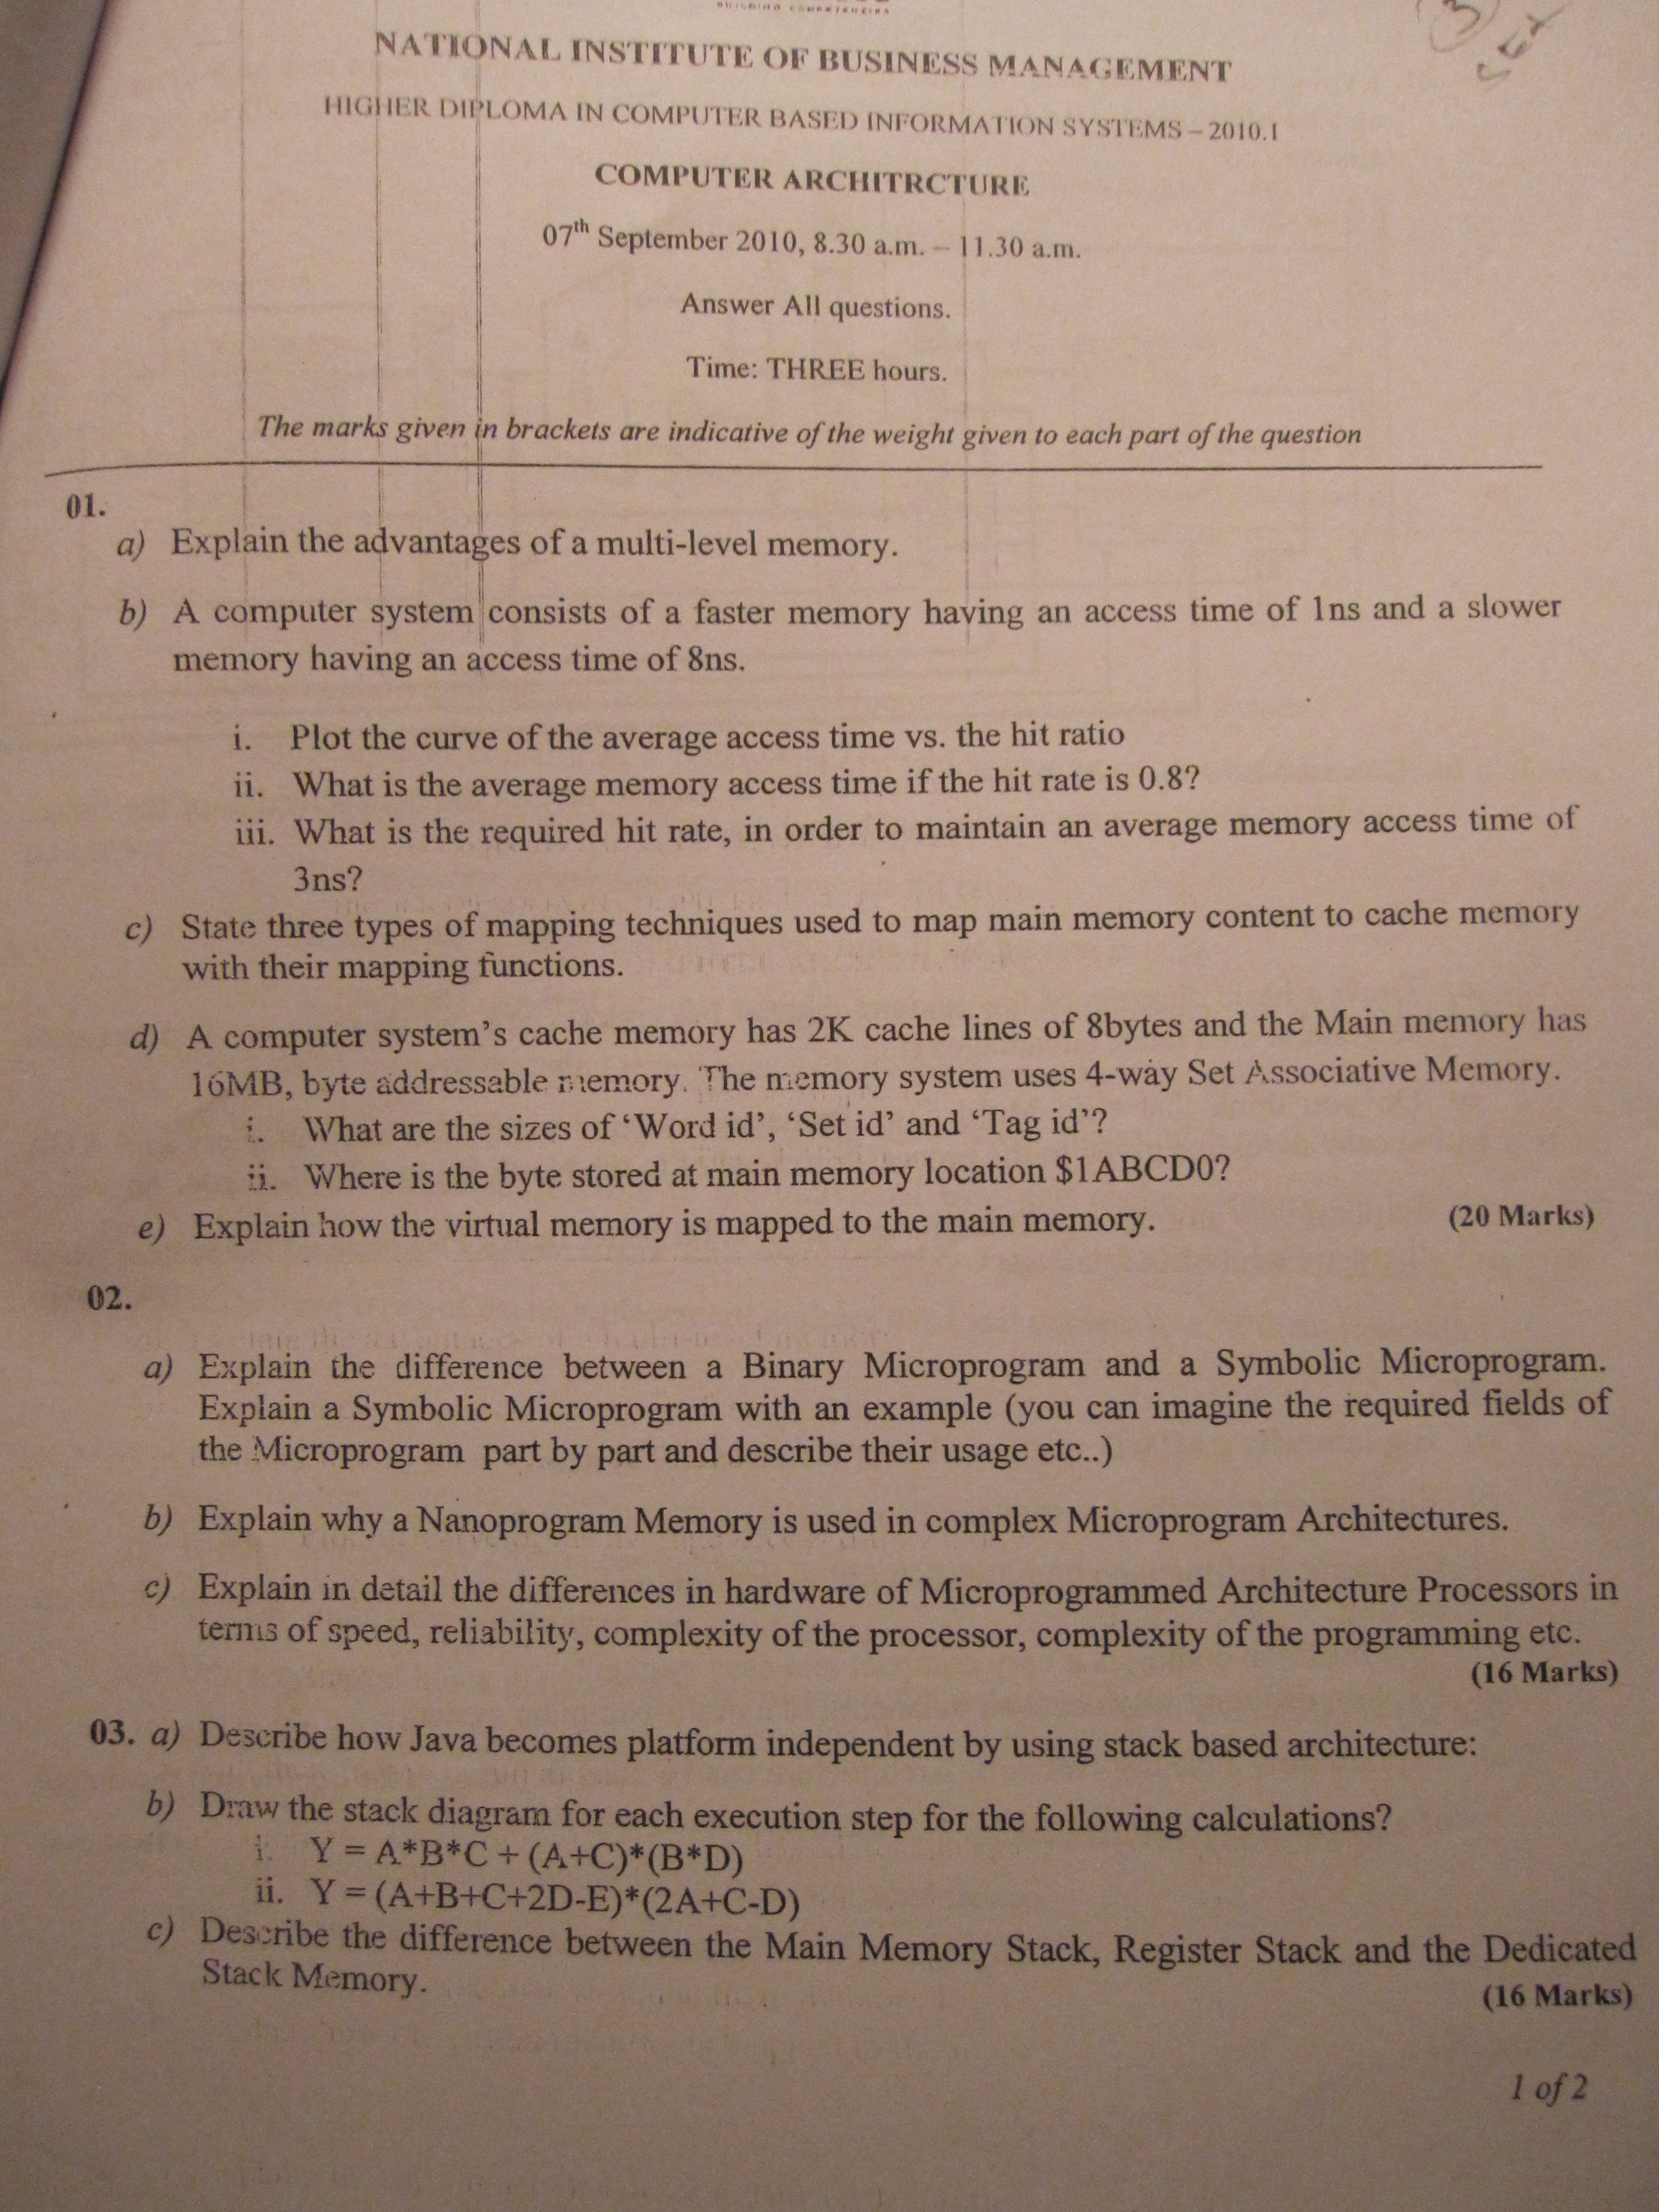 NATIONAL INSTITUTE OF BUSINESS MANAGEMENT
HIGHER DIPLOMA IN COMPUTER BASED INFORMATION SYSTEMS – 2010.1
COMPUTER ARCHITRCTURE
07th September 2010, 8.30 a.m. – 11.30 a.m.
Answer All questions.
Time: THREE hours.
The marks given in brackets are indicative of the weight given to each part of the question
01.
a) Explain the advantages of a multi-level memory.
b) A computer system consists of a faster memory having an access time of 1ns and a slower
memory having an access time of 8ns.
i. Plot the curve of the average access time vs. the hit ratio
ii. What is the average memory access time if the hit rate is 0.8?
iii. What is the required hit rate, in order to maintain an average memory access time of
3ns?
c) State three types of mapping techniques used to map main memory content to cache memory
with their mapping functions.
d) A computer system's cache memory has 2K cache lines of 8bytes and the Main memory has
16MB, byte addressable memory. The memory system uses 4-way Set Associative Memory.
i. What are the sizes of 'Word id', 'Set id' and 'Tag id'?
ii. Where is the byte stored at main memory location $1ABCD0?
e) Explain how the virtual memory is mapped to the main memory. (20 Marks)
02.
a) Explain the difference between a Binary Microprogram and a Symbolic Microprogram.
Explain a Symbolic Microprogram with an example (you can imagine the required fields of
the Microprogram part by part and describe their usage etc..)
b) Explain why a Nanoprogram Memory is used in complex Microprogram Architectures.
c) Explain in detail the differences in hardware of Microprogrammed Architecture Processors in
terms of speed, reliability, complexity of the processor, complexity of the programming etc.
(16 Marks)
03. a) Describe how Java becomes platform independent by using stack based architecture:
b) Draw the stack diagram for each execution step for the following calculations?
i. Y = A*B*C + (A+C)*(B*D)
ii. Y = (A+B+C+2D-E)*(2A+C-D)
c) Describe the difference between the Main Memory Stack, Register Stack and the Dedicated
Stack Memory.
(16 Marks)
1 of 2